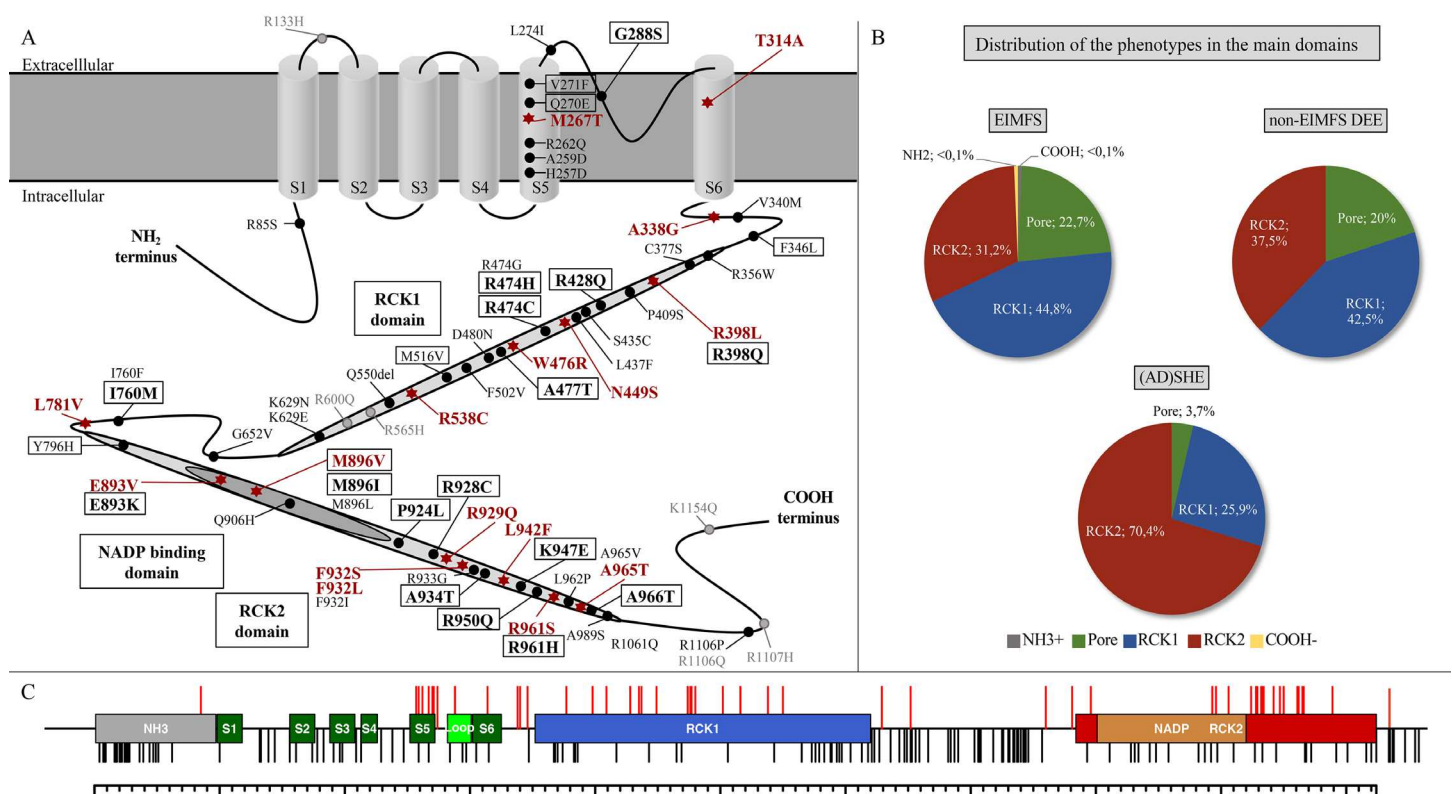 A
R133H
L274I
G288S
T314A
Extracelllular
V271F
Q270E
M267T
R262Q
A259D
H257D
S1
S2
S3
S4
S5
S6
Intracellular
R85S
NH2
terminus
V340M
A338G
F346L
C377S
R356W
R474G
R474H
R474C
R428Q
RCK1
domain
P409S
R398L
R398Q
S435C
L437F
D480N
W476R
N449S
M516V
A477T
F502V
Q550del
R538C
R600Q
R565H
K629N
K629E
I760F
I760M
L781V
G652V
Y796H
E893V
E893K
M896V
M896I
M896L
Q906H
NADP binding
domain
P924L
R928C
R929Q
L942F
F932S
F932L
F932I
RCK2
domain
R933G
A934T
K947E
A965V
L962P
A965T
R950Q
A966T
R961S
R961H
A989S
R1061Q
COOH
terminus
K1154Q
R1106P
R1106Q
R1107H
B
Distribution of the phenotypes in the main domains
EIMFS
NH2; <0,1%
COOH; <0,1%
Pore; 22,7%
RCK2; 31,2%
RCK1; 44,8%
non-EIMFS DEE
RCK2;
37,5%
Pore; 20%
RCK1;
42,5%
(AD)SHE
Pore; 3,7%
RCK1; 25,9%
RCK2; 70,4%
NH3+ Pore RCK1 RCK2 COOH-
C
NH3 S1 S2 S3 S4 S5 Loop S6 RCK1 NADP RCK2